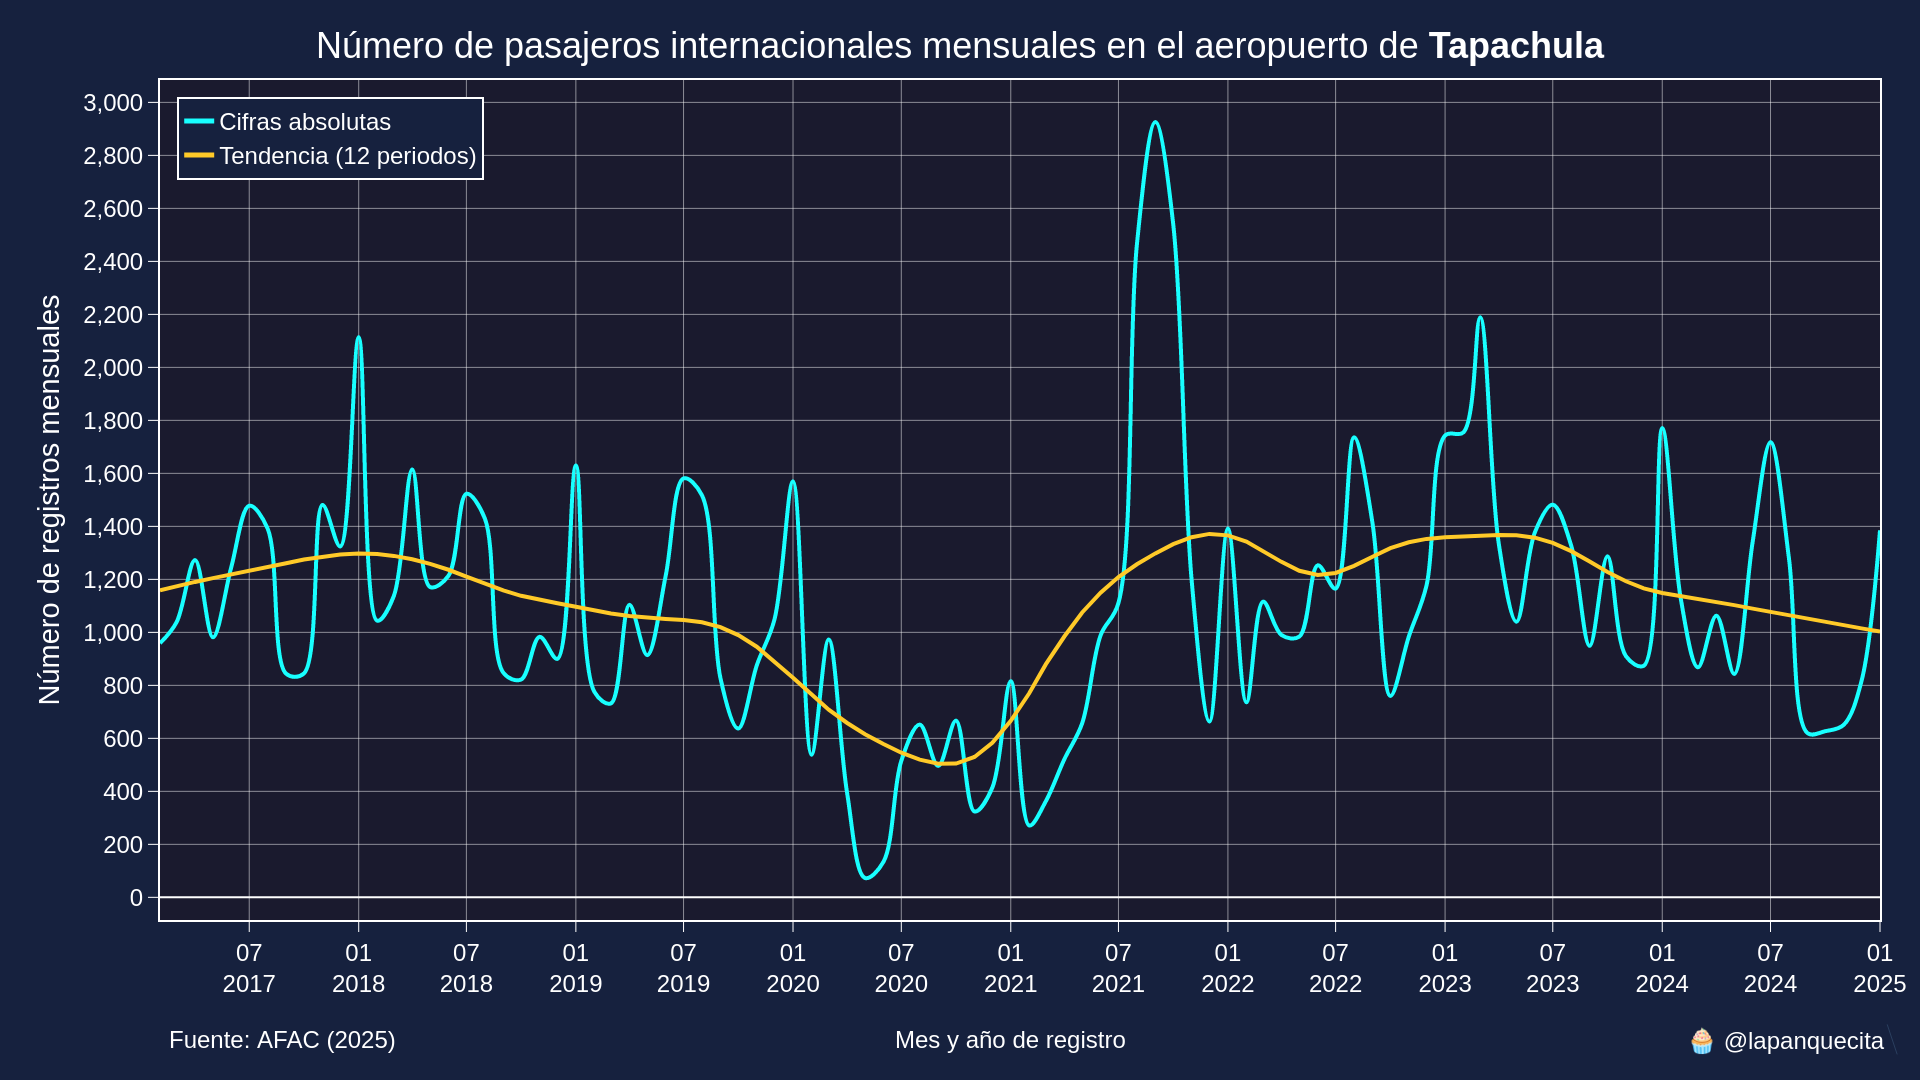 Número de pasajeros internacionales mensuales en el aeropuerto de Tapachula
Cifras absolutas
Tendencia (12 periodos)
Número de registros mensuales
3,000
2,800
2,600
2,400
2,200
2,000
1,800
1,600
1,400
1,200
1,000
800
600
400
200
0
07 01 07 01 07 01 07 01 07 01 07 01 07 01 07 01
2017 2018 2018 2019 2019 2020 2020 2021 2021 2022 2022 2023 2023 2024 2024 2025
Fuente: AFAC (2025)
Mes y año de registro
🧁 @lapanquecita